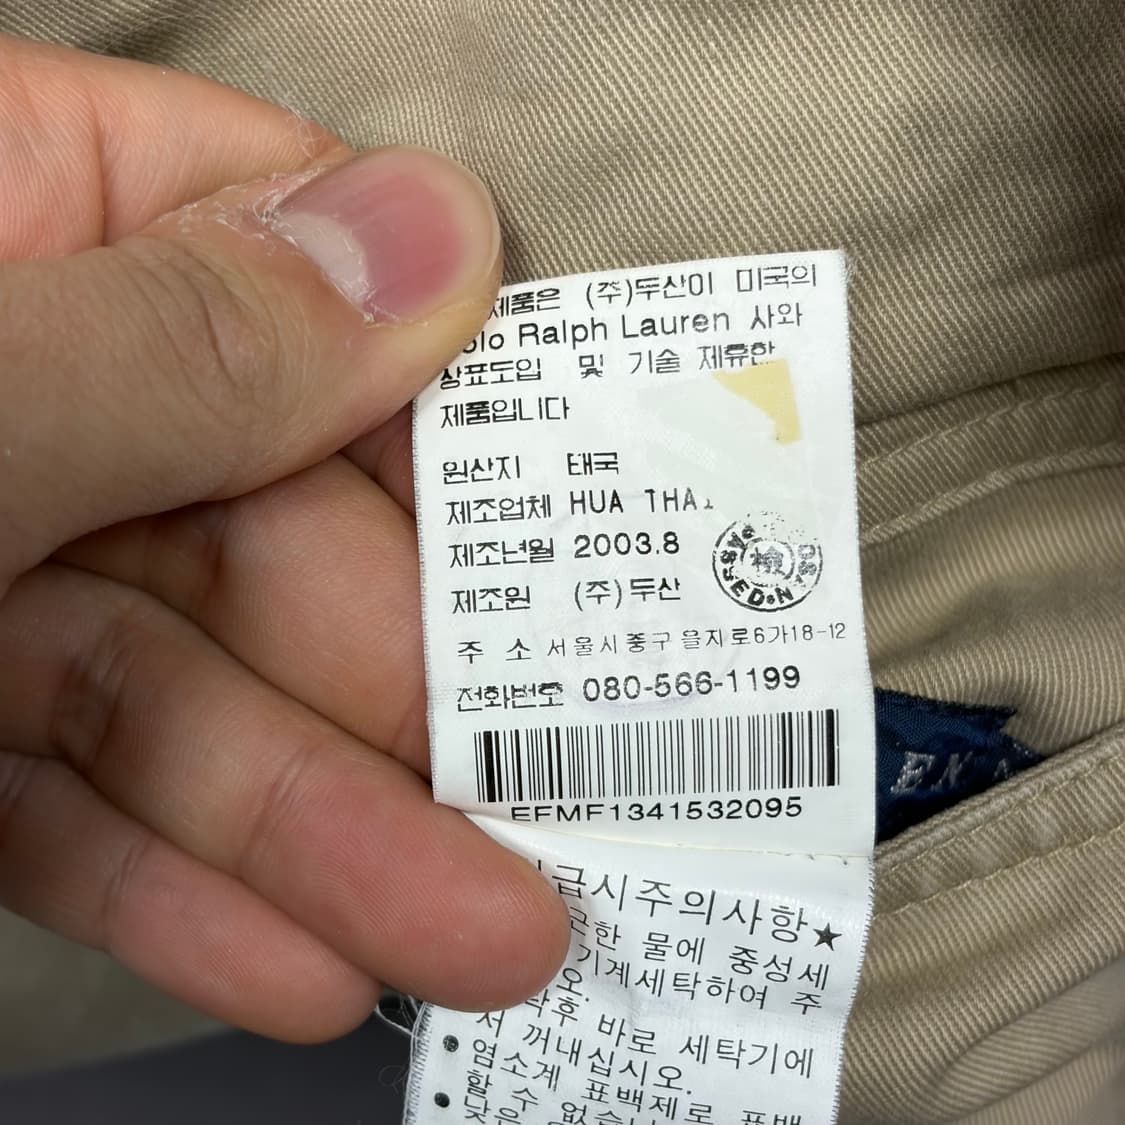 제품은 (주)두산이 미국의
Ralph Lauren 사와
상표도입 및 기술 제휴한
제품입니다
원산지 태국
제조업체 HUA THAI
제조년월 2003.8
제조원 (주)두산
주 소 서울시중구 을지로6가18-12
전화번호 080-566-1199
EFMF1341532095
급시주의사항★
한 물에 중성세
기계세탁하여 주
오.
후 바로 세탁기에
서 꺼내십시오.
• 염소계 표백제로 표백
할 수
• 낮은
檢